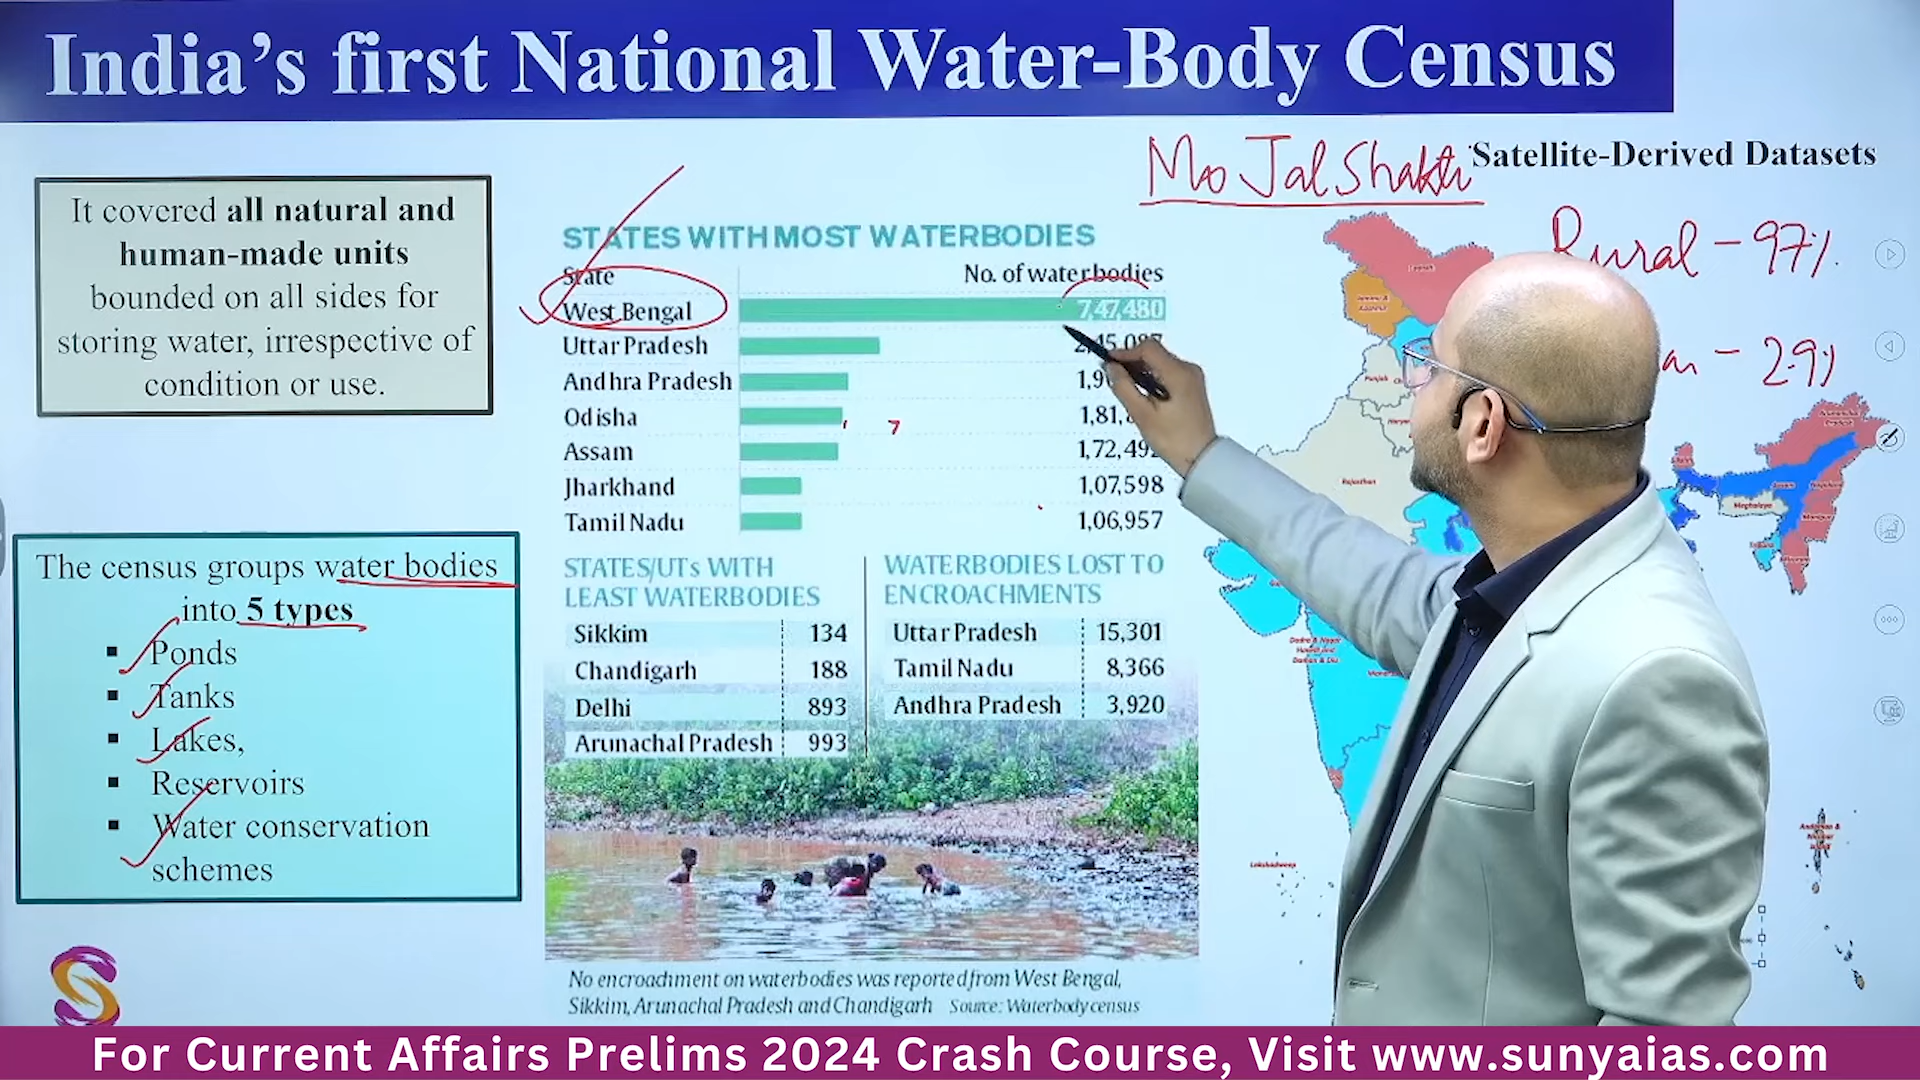 India's first National Water-Body Census
It covered all natural and
human-made units
bounded on all sides for
storing water, irrespective of
condition or use.
The census groups water bodies
into 5 types
▪ Ponds
▪ Tanks
▪ Lakes,
▪ Reservoirs
▪ Water conservation
schemes
Mo Jal Shakti
Satellite-Derived Datasets
Rural - 97%
- 2.9%
STATES WITH MOST WATERBODIES
State No. of waterbodies
West Bengal 7,47,480
Uttar Pradesh
Andhra Pradesh
Odisha
Assam
Jharkhand 1,07,598
Tamil Nadu 1,06,957
STATES/UTs WITH
LEAST WATERBODIES
Sikkim 134
Chandigarh 188
Delhi 893
Arunachal Pradesh 993
WATERBODIES LOST TO
ENCROACHMENTS
Uttar Pradesh 15,301
Tamil Nadu 8,366
Andhra Pradesh 3,920
No encroachment on waterbodies was reported from West Bengal,
Sikkim, Arunachal Pradesh and Chandigarh Source: Waterbody census
Punjab
Rajasthan
Assam
Meghalaya
Lakshadweep
For Current Affairs Prelims 2024 Crash Course, Visit www.sunyaias.com